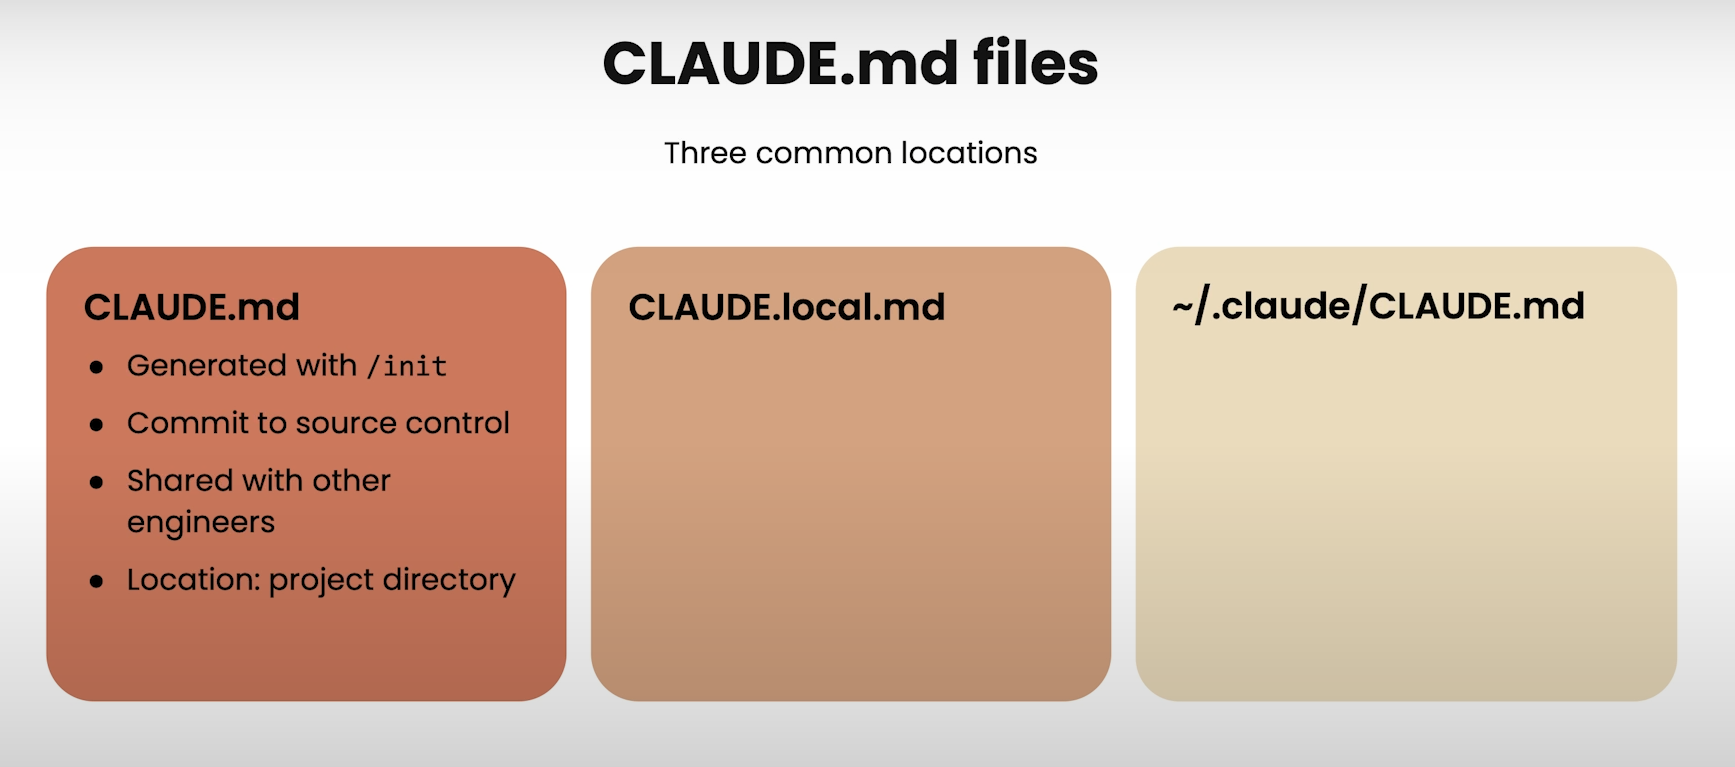 CLAUDE.md files
Three common locations
CLAUDE.md
● Generated with /init
● Commit to source control
● Shared with other
engineers
● Location: project directory
CLAUDE.local.md
~/.claude/CLAUDE.md